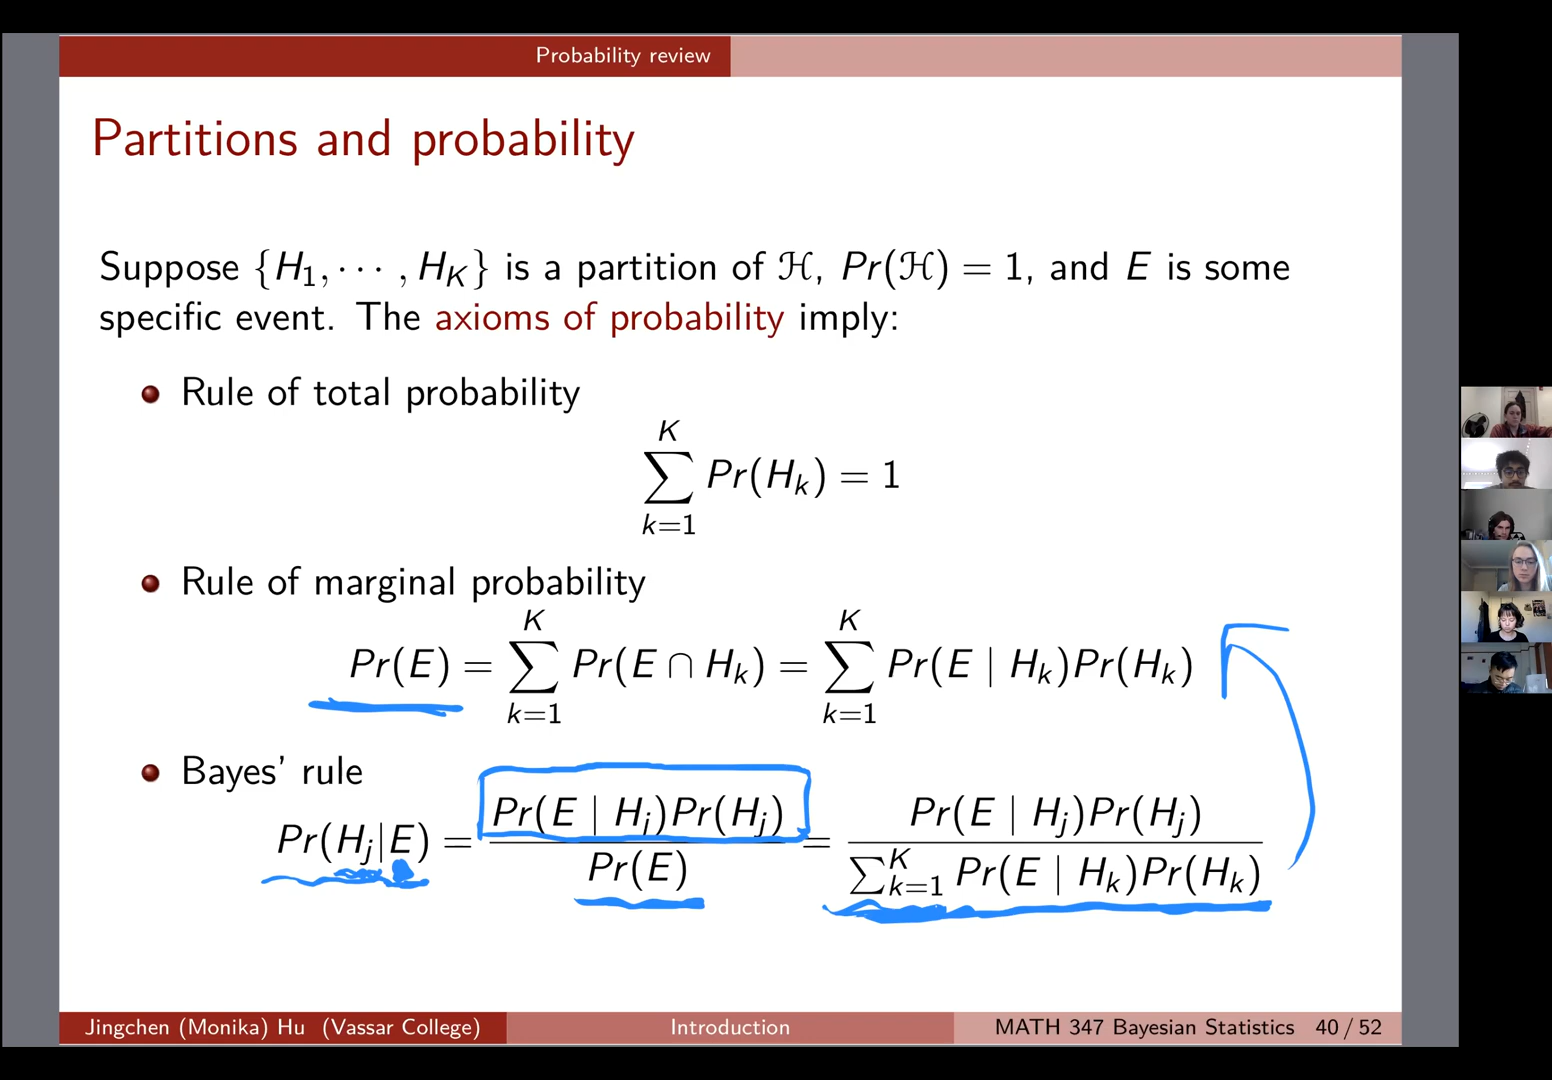 Probability review
Partitions and probability
Suppose {H₁, ⋯ , H_K} is a partition of ℋ, Pr(ℋ) = 1, and E is some
specific event. The axioms of probability imply:
Rule of total probability
∑_{k=1}^{K} Pr(H_k) = 1
Rule of marginal probability
Pr(E) = ∑_{k=1}^{K} Pr(E ∩ H_k) = ∑_{k=1}^{K} Pr(E | H_k)Pr(H_k)
Bayes’ rule
Pr(H_j|E) = \frac{Pr(E | H_j)Pr(H_j)}{Pr(E)} = \frac{Pr(E | H_j)Pr(H_j)}{∑_{k=1}^{K} Pr(E | H_k)Pr(H_k)}
Jingchen (Monika) Hu (Vassar College) Introduction MATH 347 Bayesian Statistics 40 / 52